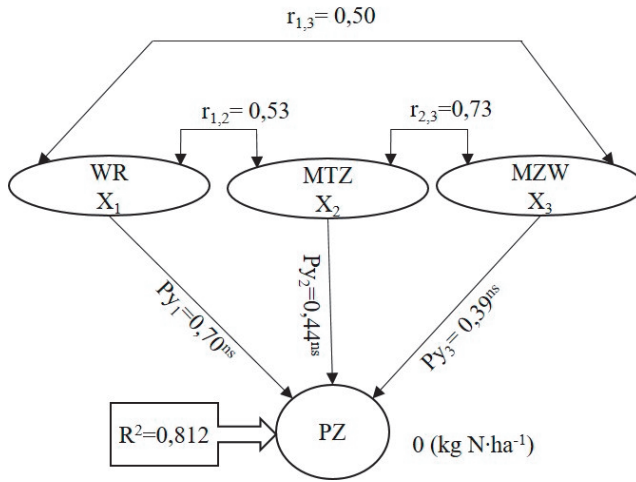 r₁,₃= 0,50
r₁,₂= 0,53
r₂,₃=0,73
WR
X₁
MTZ
X₂
MZW
X₃
Py₁=0,70ⁿˢ
Py₂=0,44ⁿˢ
Py₃= 0,39ⁿˢ
R²=0,812
PZ
0 (kg N·ha⁻¹)